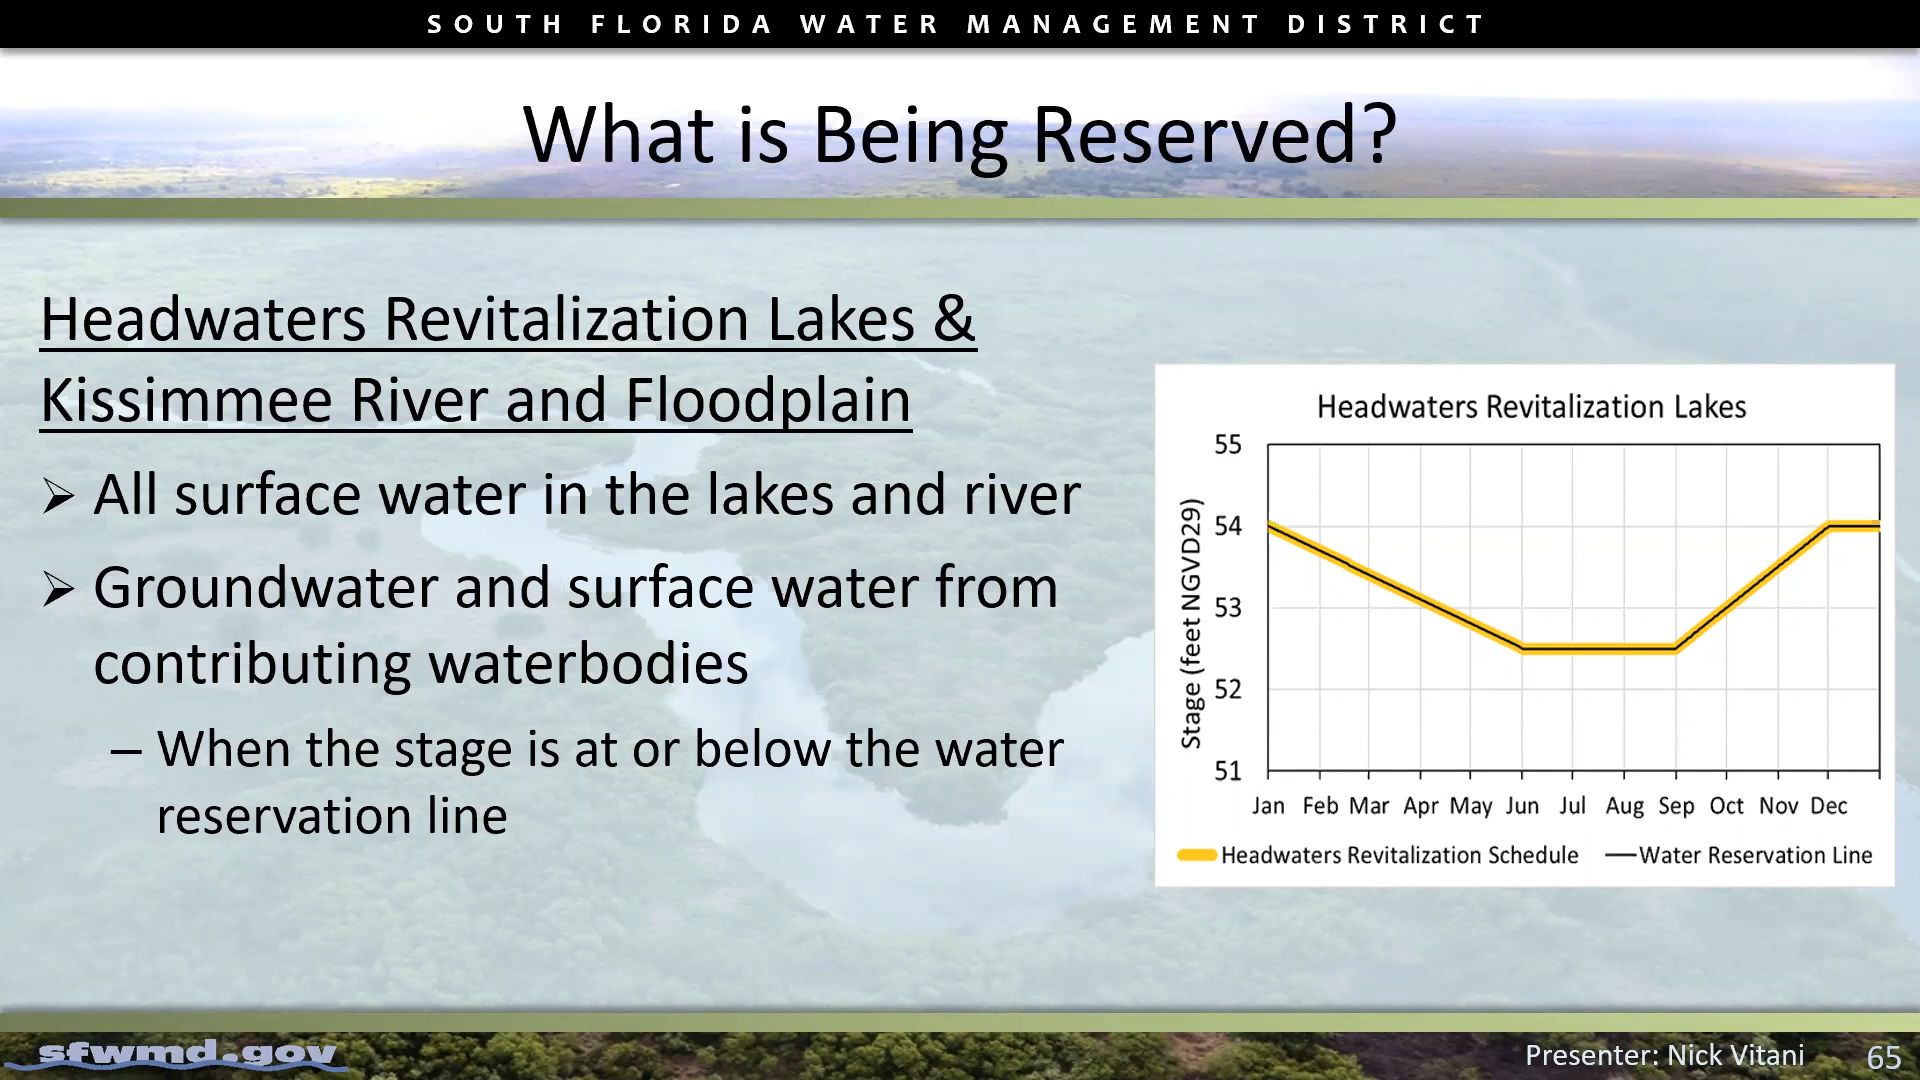 SOUTH FLORIDA WATER MANAGEMENT DISTRICT
What is Being Reserved?
Headwaters Revitalization Lakes &
Kissimmee River and Floodplain
➢ All surface water in the lakes and river
➢ Groundwater and surface water from
contributing waterbodies
– When the stage is at or below the water
reservation line
Headwaters Revitalization Lakes
Stage (feet NGVD29)
55
54
53
52
51
Jan Feb Mar Apr May Jun Jul Aug Sep Oct Nov Dec
Headwaters Revitalization Schedule Water Reservation Line
sfwmd.gov
Presenter: Nick Vitani 65